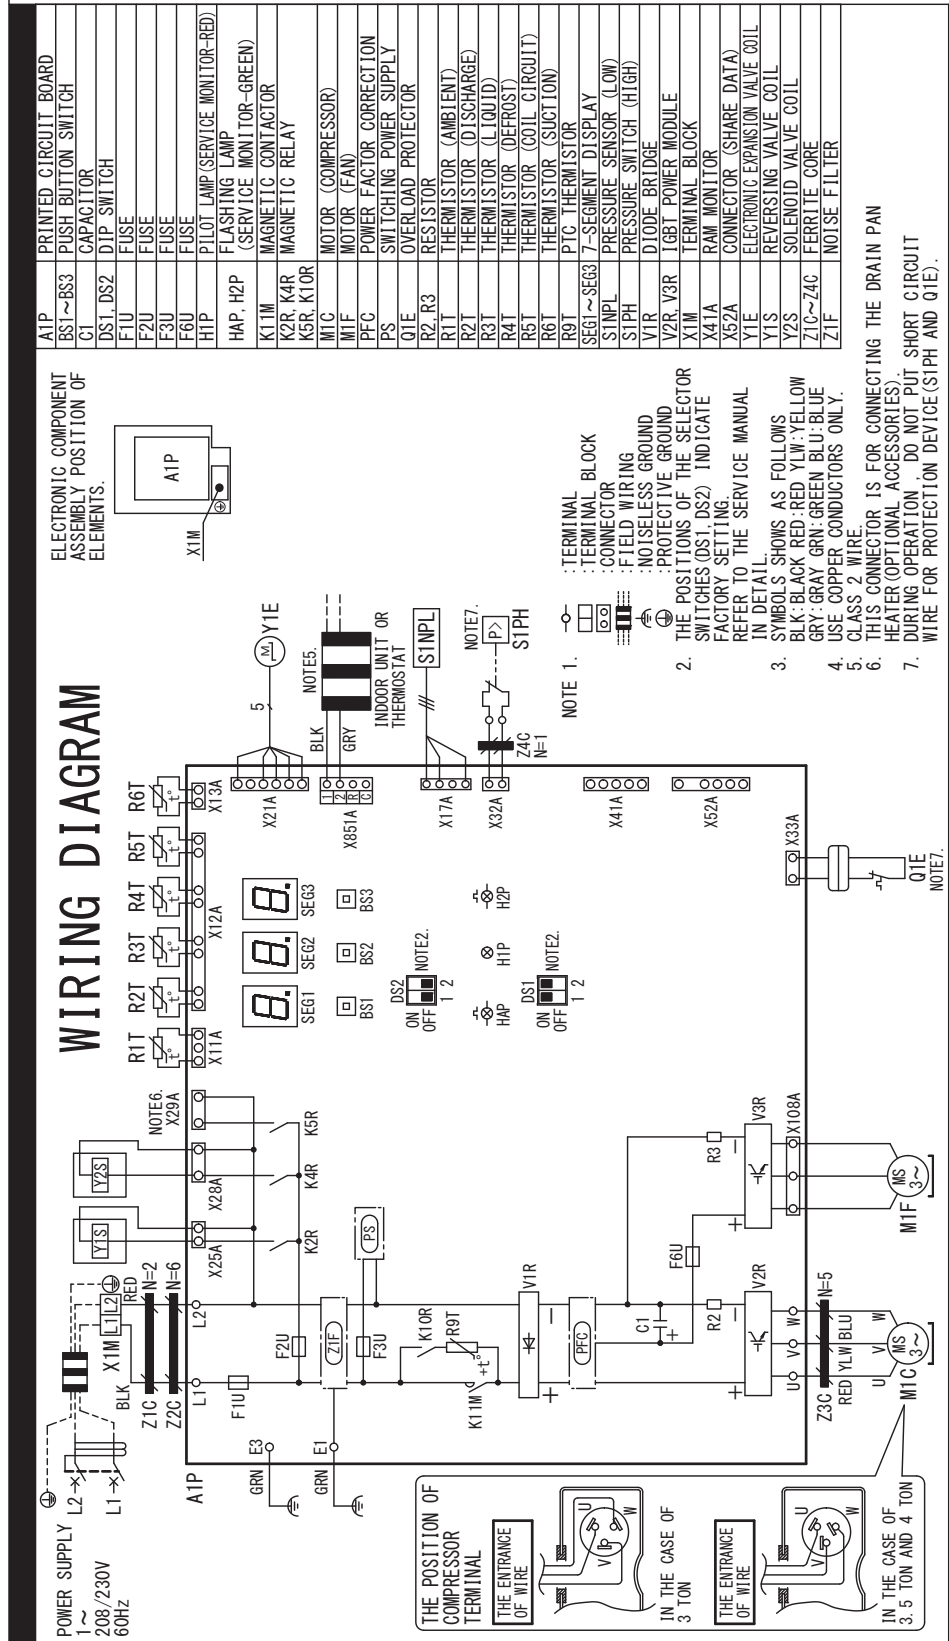 WIRING DIAGRAM
POWER SUPPLY
1~
208/230V
60Hz
L2
L1
X1M
L1 L2
BLK
RED
Z1C
N=2
Z2C
N=6
L1
L2
A1P
F1U
GRN
E3
GRN
E1
F2U
Z1F
F3U
PS
K10R
R9T
+t°
K11M
V1R
+
−
PFC
C1
+
R2
F6U
R3
V2R
+
−
V3R
+
−
X108A
U V W
Z3C
N=5
RED YLW BLU
U V W
MS
3~
M1C
MS
3~
M1F
Y1S
Y2S
X25A
X28A
NOTE6.
X29A
K2R
K4R
K5R
R1T
R2T
R3T
R4T
R5T
R6T
t°
t°
t°
t°
t°
t°
X11A
X12A
X13A
SEG1
SEG2
SEG3
BS1
BS2
BS3
DS2
ON
OFF
1 2
NOTE2.
HAP
H1P
H2P
DS1
ON
OFF
1 2
NOTE2.
X21A
5
M
Y1E
X851A
1
2
R
C
BLK
GRY
NOTE5.
INDOOR UNIT OR
THERMOSTAT
X17A
S1NPL
X32A
Z4C
N=1
NOTE7.
P>
S1PH
X41A
X52A
X33A
Q1E
NOTE7.
THE POSITION OF
COMPRESSOR
TERMINAL
THE ENTRANCE
OF WIRE
U
V
W
IN THE CASE OF
3 TON
THE ENTRANCE
OF WIRE
U
V
W
IN THE CASE OF
3.5 TON AND 4 TON
ELECTRONIC COMPONENT
ASSEMBLY POSITION OF
ELEMENTS.
A1P
X1M
NOTE 1.
:TERMINAL
:TERMINAL BLOCK
:CONNECTOR
:FIELD WIRING
:NOISELESS GROUND
:PROTECTIVE GROUND
2. THE POSITIONS OF THE SELECTOR
SWITCHES(DS1, DS2) INDICATE
FACTORY SETTING.
REFER TO THE SERVICE MANUAL
IN DETAIL.
3. SYMBOLS SHOWS AS FOLLOWS
BLK:BLACK RED:RED YLW:YELLOW
GRY:GRAY GRN:GREEN BLU:BLUE
4. USE COPPER CONDUCTORS ONLY.
5. CLASS 2 WIRE.
6. THIS CONNECTOR IS FOR CONNECTING THE DRAIN PAN
HEATER(OPTIONAL ACCESSORIES).
7. DURING OPERATION , DO NOT PUT SHORT CIRCUIT
WIRE FOR PROTECTION DEVICE(S1PH AND Q1E).
A1P PRINTED CIRCUIT BOARD
BS1~BS3 PUSH BUTTON SWITCH
C1 CAPACITOR
DS1, DS2 DIP SWITCH
F1U FUSE
F2U FUSE
F3U FUSE
F6U FUSE
H1P PILOT LAMP(SERVICE MONITOR-RED)
HAP, H2P FLASHING LAMP
(SERVICE MONITOR-GREEN)
K11M MAGNETIC CONTACTOR
K2R, K4R MAGNETIC RELAY
K5R, K10R
M1C MOTOR (COMPRESSOR)
M1F MOTOR (FAN)
PFC POWER FACTOR CORRECTION
PS SWITCHING POWER SUPPLY
Q1E OVERLOAD PROTECTOR
R2, R3 RESISTOR
R1T THERMISTOR (AMBIENT)
R2T THERMISTOR (DISCHARGE)
R3T THERMISTOR (LIQUID)
R4T THERMISTOR (DEFROST)
R5T THERMISTOR (COIL CIRCUIT)
R6T THERMISTOR (SUCTION)
R9T PTC THERMISTOR
SEG1~SEG3 7-SEGMENT DISPLAY
S1NPL PRESSURE SENSOR (LOW)
S1PH PRESSURE SWITCH (HIGH)
V1R DIODE BRIDGE
V2R, V3R IGBT POWER MODULE
X1M TERMINAL BLOCK
X41A RAM MONITOR
X52A CONNECTOR (SHARE DATA)
Y1E ELECTRONIC EXPANSION VALVE COIL
Y1S REVERSING VALVE COIL
Y2S SOLENOID VALVE COIL
Z1C~Z4C FERRITE CORE
Z1F NOISE FILTER